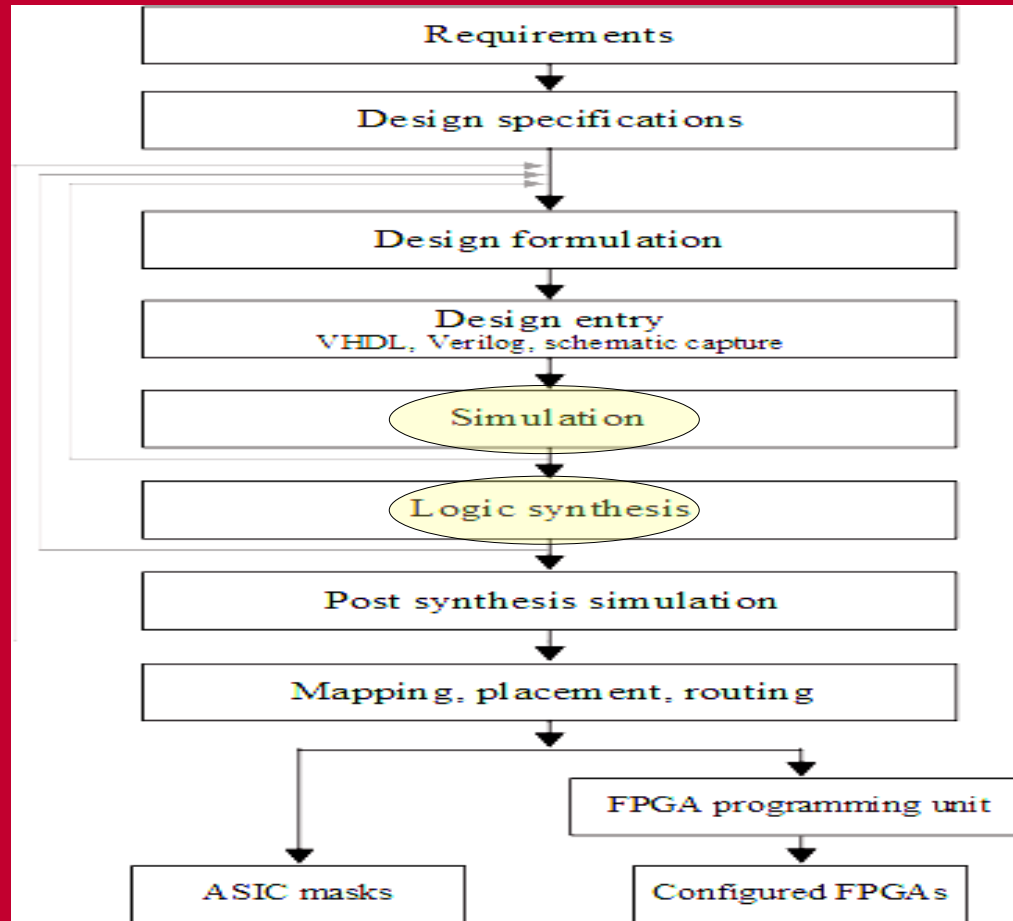 Requirements
Design specifications
Design formulation
Design entry
VHDL, Verilog, schematic capture
Simulation
Logic synthesis
Post synthesis simulation
Mapping, placement, routing
FPGA programming unit
ASIC masks
Configured FPGAs